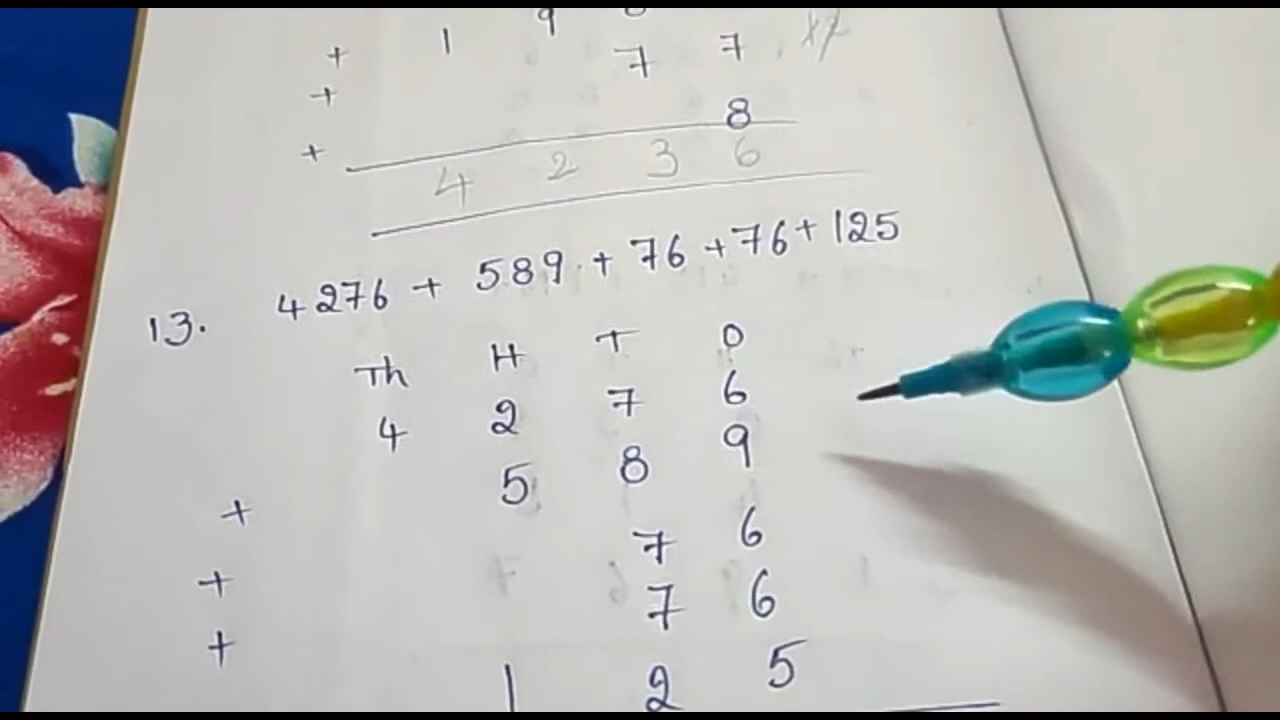 + 1 9
+ 7 7
+ 8
4 2 3 6
13. 4276 + 589 + 76 + 76 + 125
Th H T O
4 2 7 6
5 8 9
+ 7 6
+ 7 6
+ 1 2 5